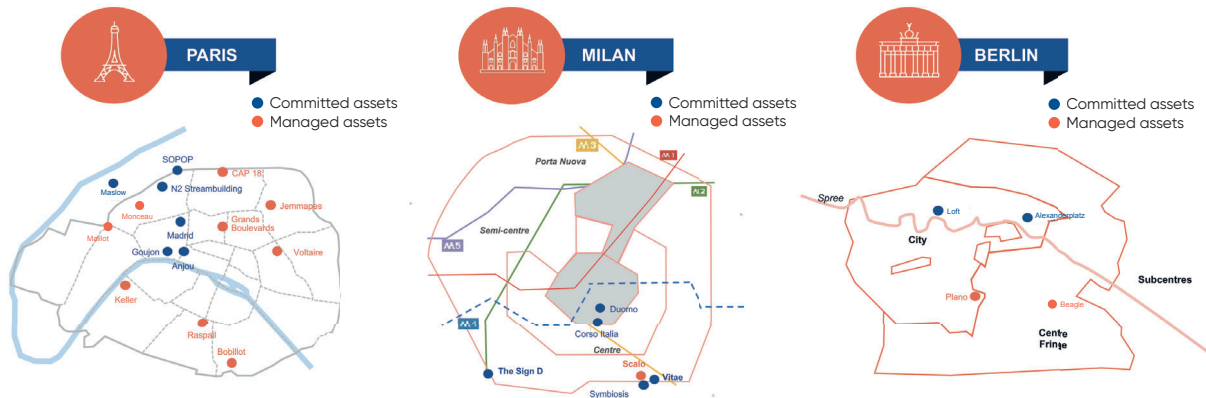 PARIS
Committed assets
Managed assets
SOPOP
CAP 18
Maslow
N2 Streambuilding
Monceau
Jemmapes
Grands
Boulevards
Maillot
Madrid
Goujon
Anjou
Voltaire
Keller
Raspail
Bobillot
MILAN
Committed assets
Managed assets
M3
Porta Nuova
M1
M2
Semi-centre
M5
Duomo
M4
Corso Italia
Centre
Scalo
The Sign D
Vitae
Symbiosis
BERLIN
Committed assets
Managed assets
Spree
Loft
Alexanderplatz
City
Subcentres
Plano
Beagle
Centre
Fringe